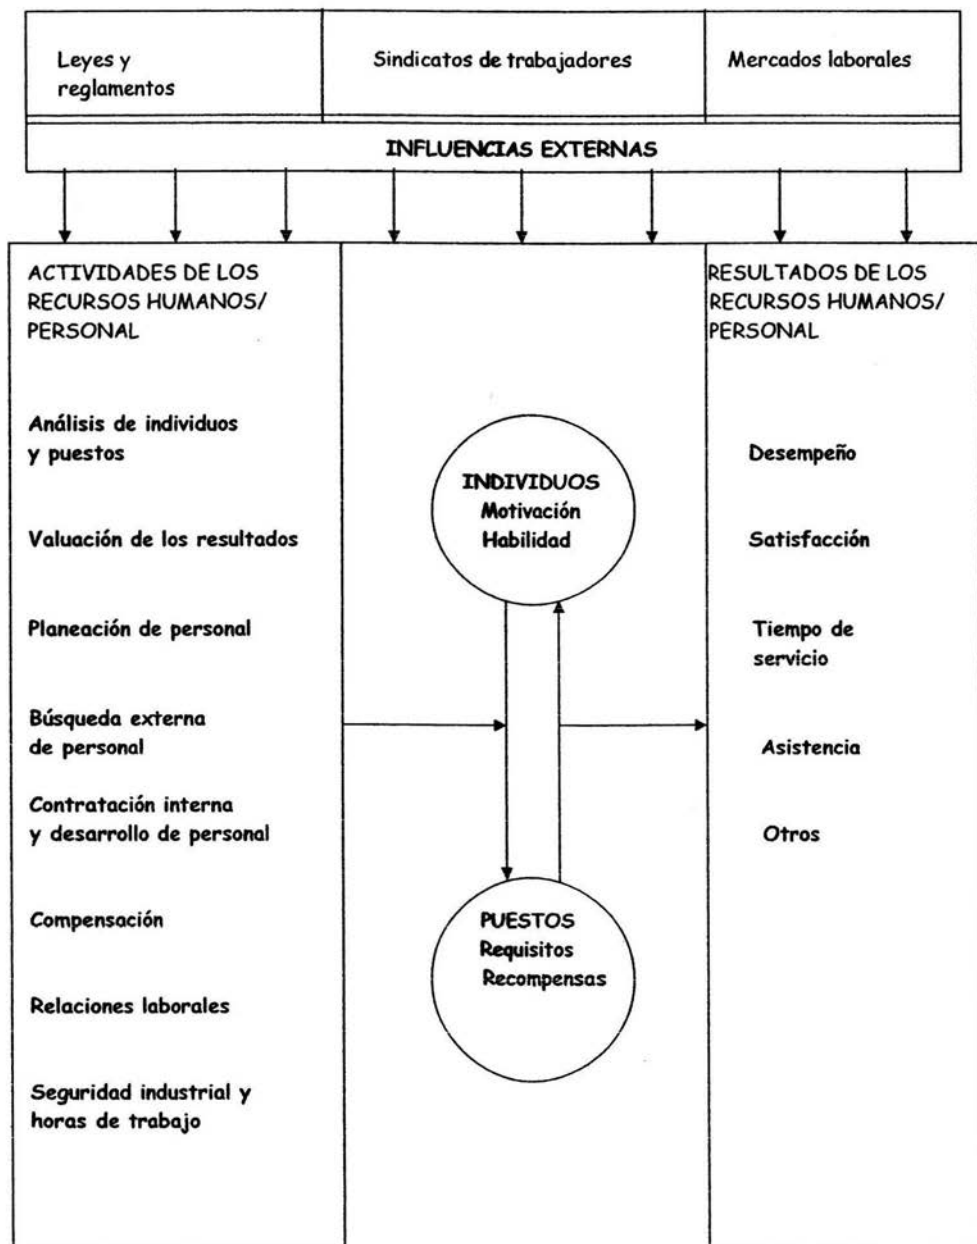 Leyes y
reglamentos
Sindicatos de trabajadores
Mercados laborales
INFLUENCIAS EXTERNAS
ACTIVIDADES DE LOS
RECURSOS HUMANOS/
PERSONAL
Análisis de individuos
y puestos
Valuación de los resultados
Planeación de personal
Búsqueda externa
de personal
Contratación interna
y desarrollo de personal
Compensación
Relaciones laborales
Seguridad industrial y
horas de trabajo
INDIVIDUOS
Motivación
Habilidad
PUESTOS
Requisitos
Recompensas
RESULTADOS DE LOS
RECURSOS HUMANOS/
PERSONAL
Desempeño
Satisfacción
Tiempo de
servicio
Asistencia
Otros